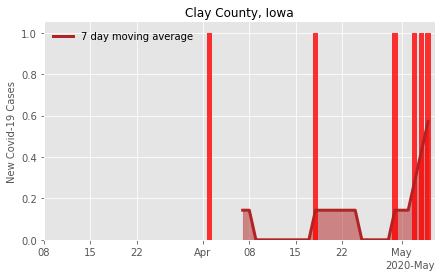 Clay County, Iowa
7 day moving average
New Covid-19 Cases
1.0
0.8
0.6
0.4
0.2
0.0
08 15 22 Apr 08 15 22 May
2020-May